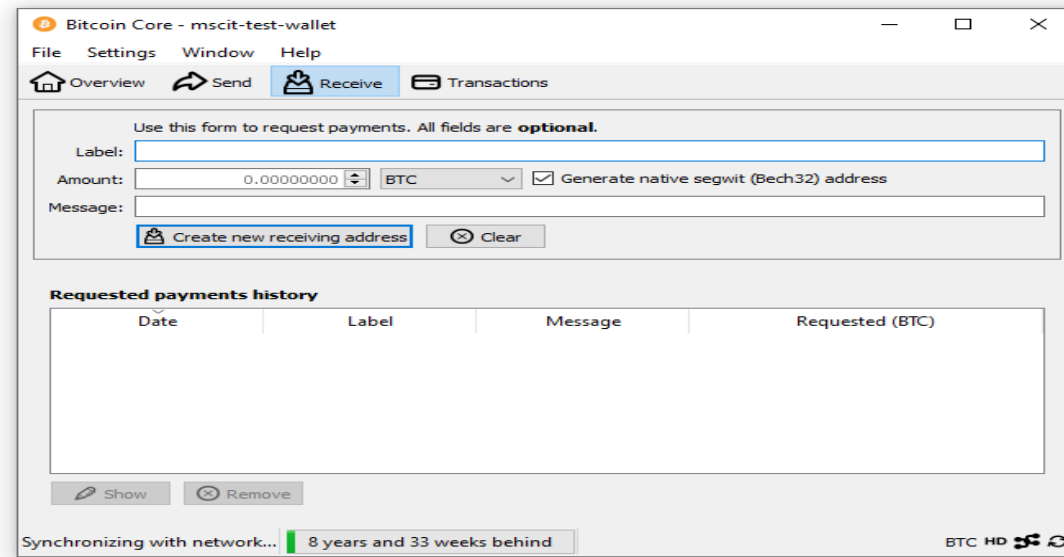 Bitcoin Core - mscit-test-wallet
File Settings Window Help
Overview Send Receive Transactions
Use this form to request payments. All fields are optional.
Label:
Amount: 0.00000000 BTC Generate native segwit (Bech32) address
Message:
Create new receiving address Clear
Requested payments history
Date Label Message Requested (BTC)
Show Remove
Synchronizing with network... 8 years and 33 weeks behind BTC HD